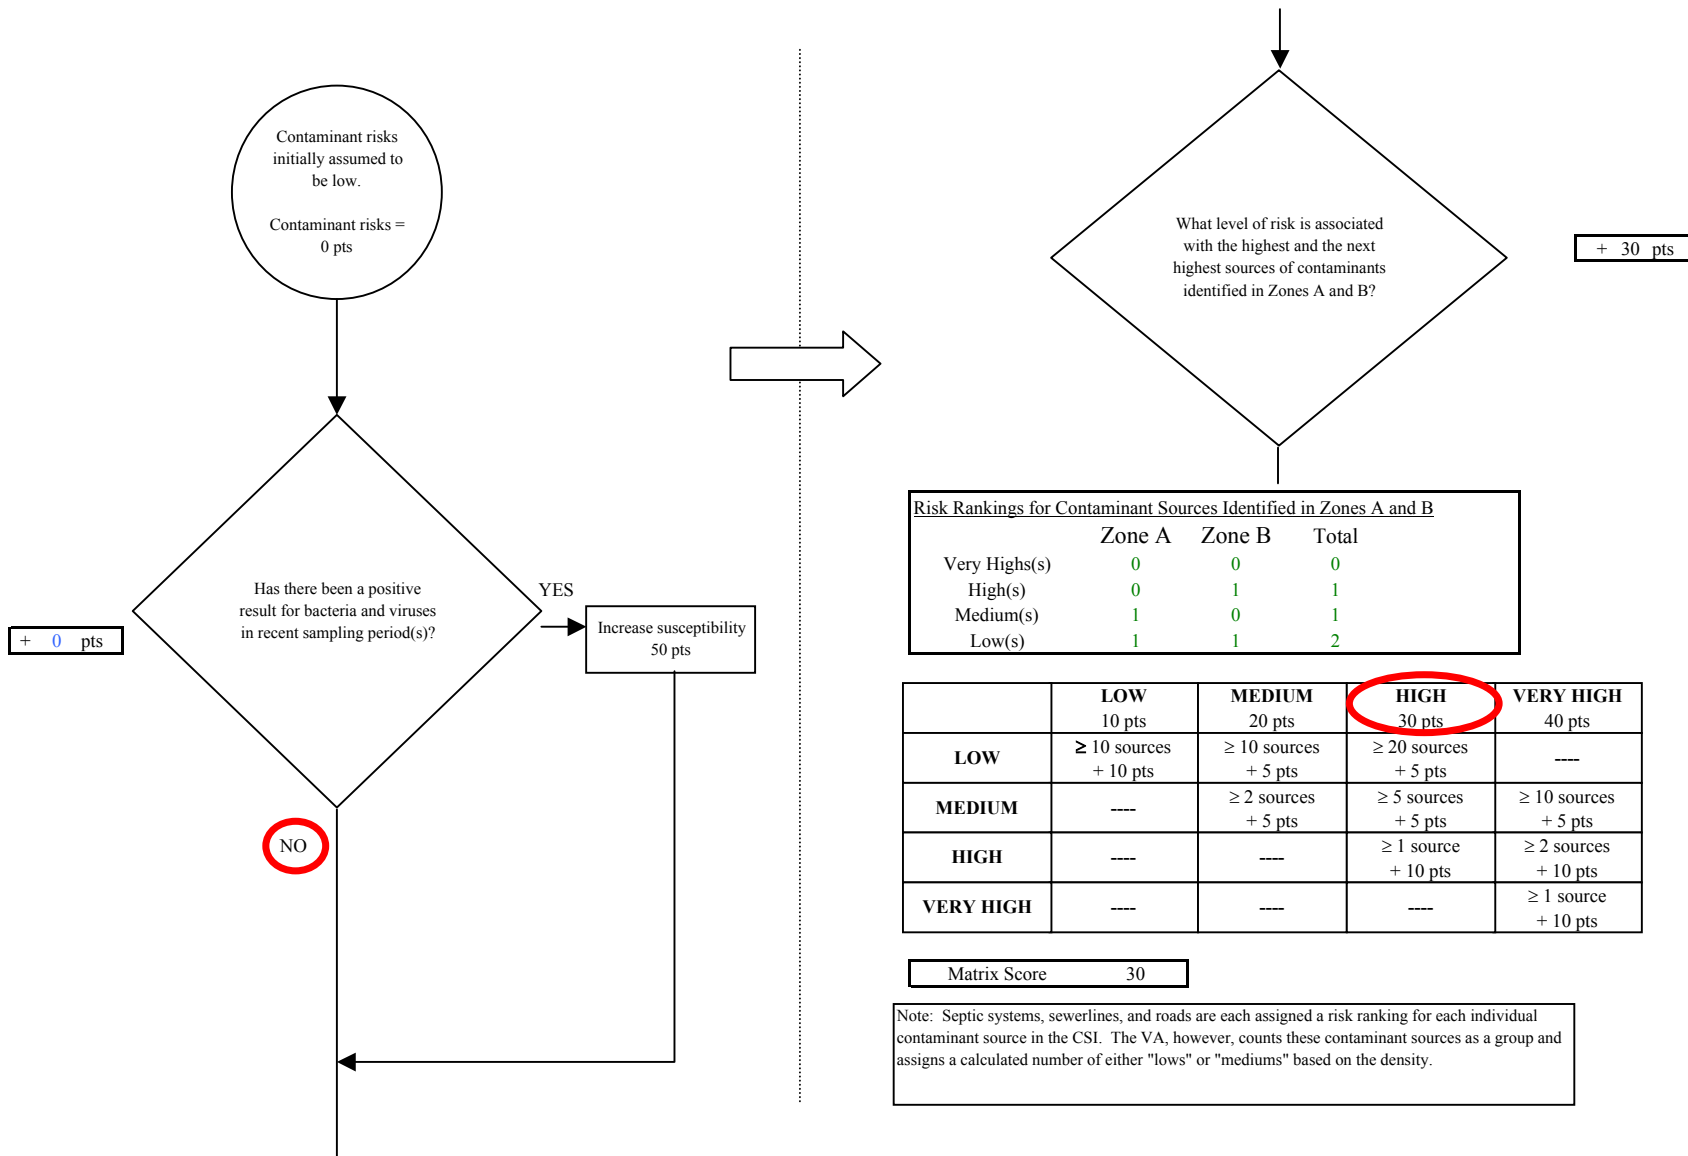 Contaminant risks
initially assumed to
be low.
Contaminant risks =
0 pts
Has there been a positive
result for bacteria and viruses
in recent sampling period(s)?
+ 0 pts
YES
Increase susceptibility
50 pts
NO
What level of risk is associated
with the highest and the next
highest sources of contaminants
identified in Zones A and B?
+ 30 pts
Risk Rankings for Contaminant Sources Identified in Zones A and B
Zone A Zone B Total
Very Highs(s) 0 0 0
High(s) 0 1 1
Medium(s) 1 0 1
Low(s) 1 1 2
LOW MEDIUM HIGH VERY HIGH
10 pts 20 pts 30 pts 40 pts
LOW ≥ 10 sources ≥ 10 sources ≥ 20 sources ----
+ 10 pts + 5 pts + 5 pts
MEDIUM ---- ≥ 2 sources ≥ 5 sources ≥ 10 sources
+ 5 pts + 5 pts + 5 pts
HIGH ---- ---- ≥ 1 source ≥ 2 sources
+ 10 pts + 10 pts
VERY HIGH ---- ---- ---- ≥ 1 source
+ 10 pts
Matrix Score 30
Note: Septic systems, sewerlines, and roads are each assigned a risk ranking for each individual
contaminant source in the CSI. The VA, however, counts these contaminant sources as a group and
assigns a calculated number of either "lows" or "mediums" based on the density.